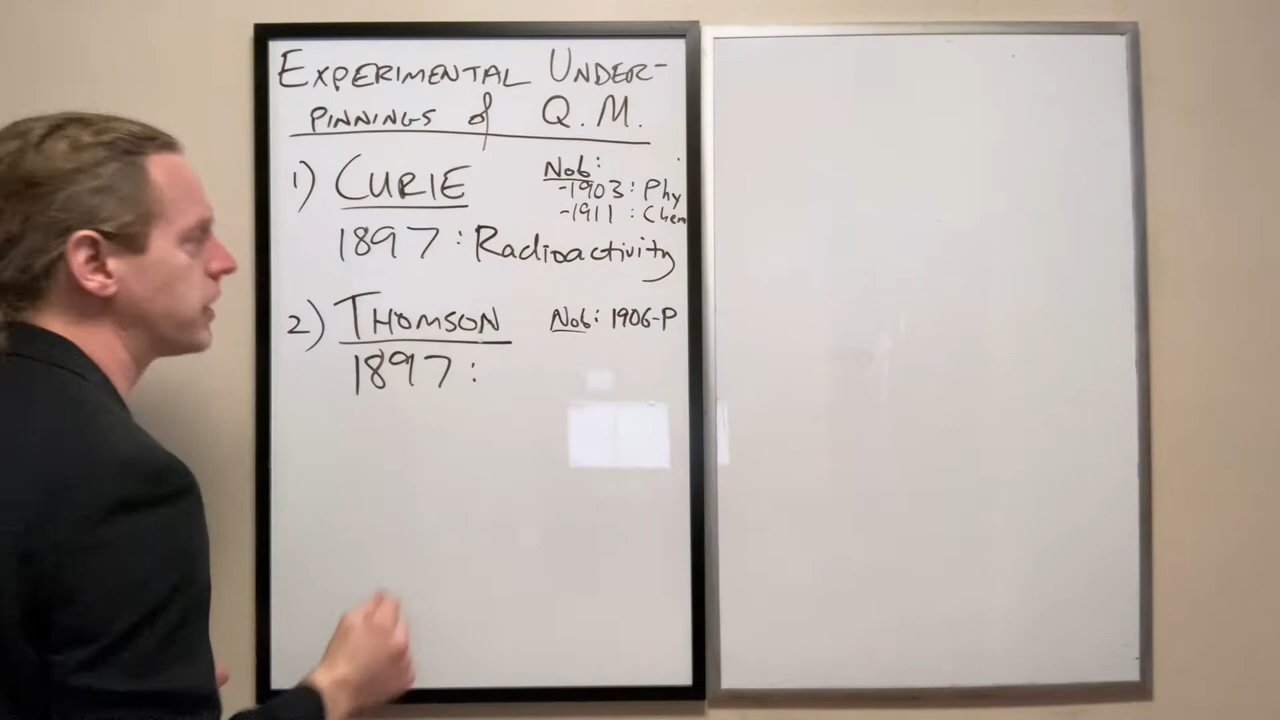 EXPERIMENTAL UNDER-
PINNINGS of Q.M.
1) CURIE
Nob:
-1903: Phy
-1911: Chem
1897: Radioactivity
2) THOMSON Nob: 1906-P
1897: